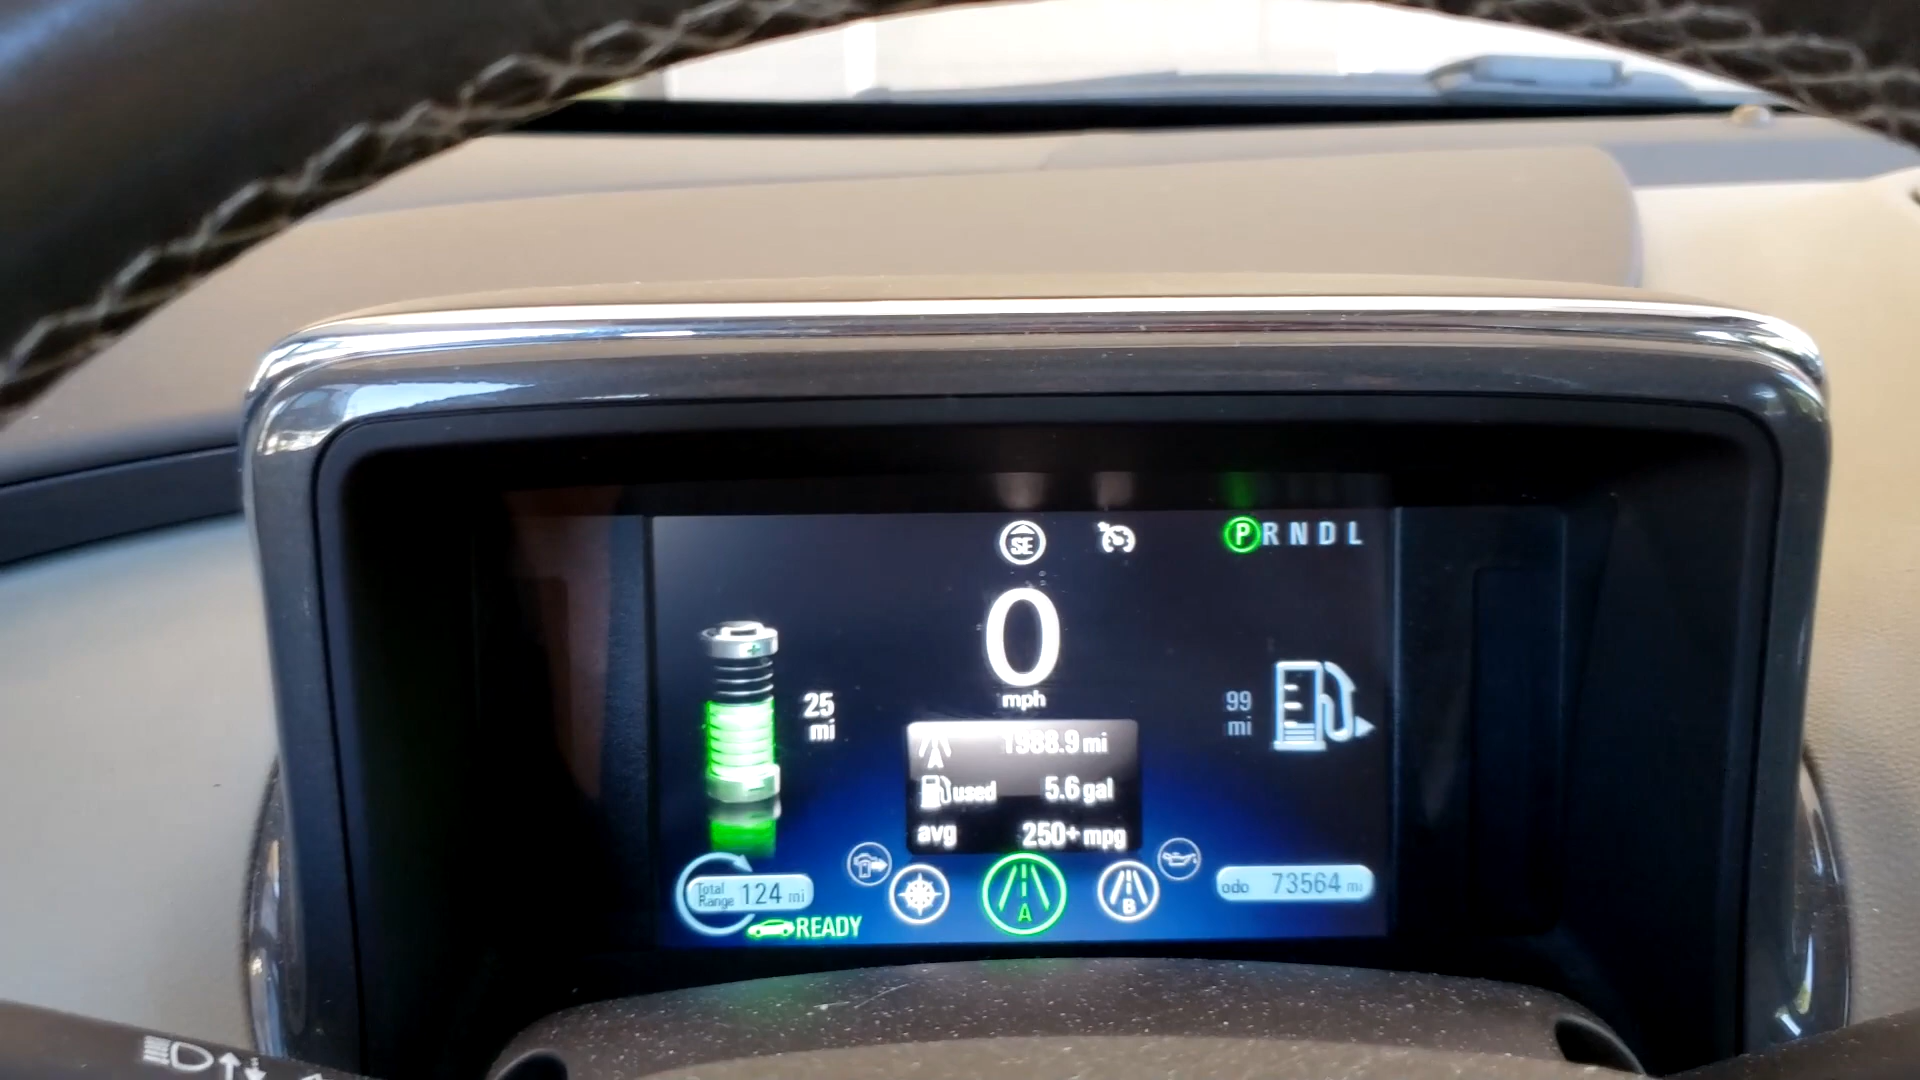 SE
P R N D L
0
mph
25
mi
99
mi
A 1988.9 mi
used 5.6 gal
avg 250+ mpg
Total Range 124 mi
A
B
odo 73564 mi
READY